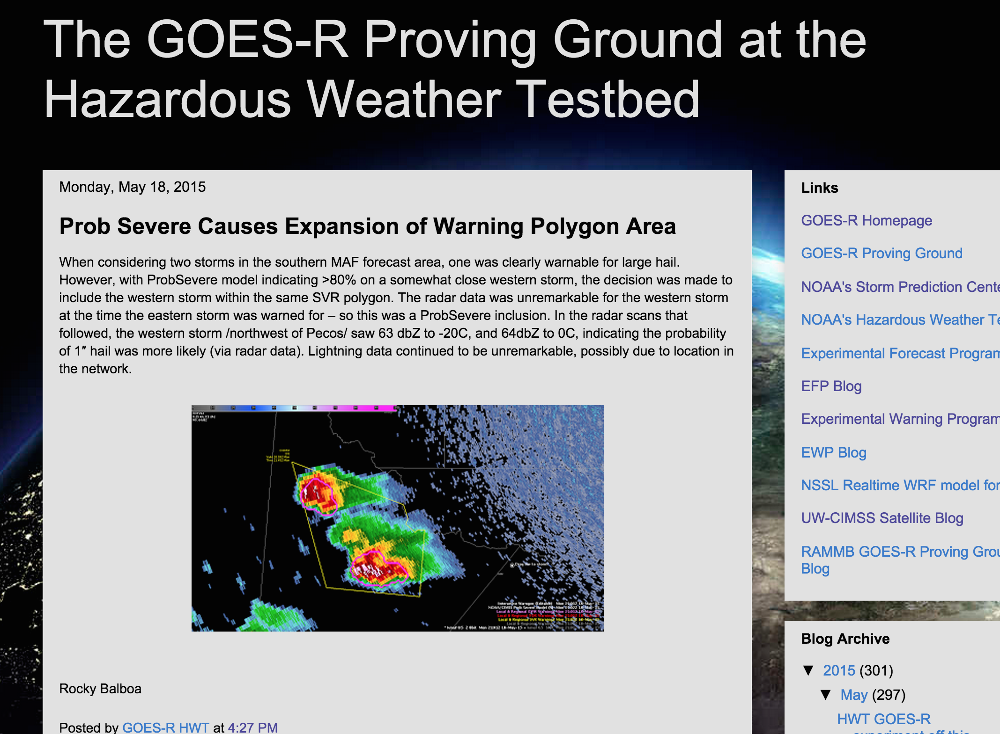 The GOES-R Proving Ground at the
Hazardous Weather Testbed
Monday, May 18, 2015
Prob Severe Causes Expansion of Warning Polygon Area
When considering two storms in the southern MAF forecast area, one was clearly warnable for large hail.
However, with ProbSevere model indicating >80% on a somewhat close western storm, the decision was made to
include the western storm within the same SVR polygon. The radar data was unremarkable for the western storm
at the time the eastern storm was warned for – so this was a ProbSevere inclusion. In the radar scans that
followed, the western storm /northwest of Pecos/ saw 63 dbZ to -20C, and 64dbZ to 0C, indicating the probability
of 1″ hail was more likely (via radar data). Lightning data continued to be unremarkable, possibly due to location in
the network.
Rocky Balboa
Posted by GOES-R HWT at 4:27 PM
Links
GOES-R Homepage
GOES-R Proving Ground
NOAA's Storm Prediction Cente
NOAA's Hazardous Weather Te
Experimental Forecast Program
EFP Blog
Experimental Warning Program
EWP Blog
NSSL Realtime WRF model for
UW-CIMSS Satellite Blog
RAMMB GOES-R Proving Grou
Blog
Blog Archive
▼ 2015 (301)
▼ May (297)
HWT GOES-R
experiment off this